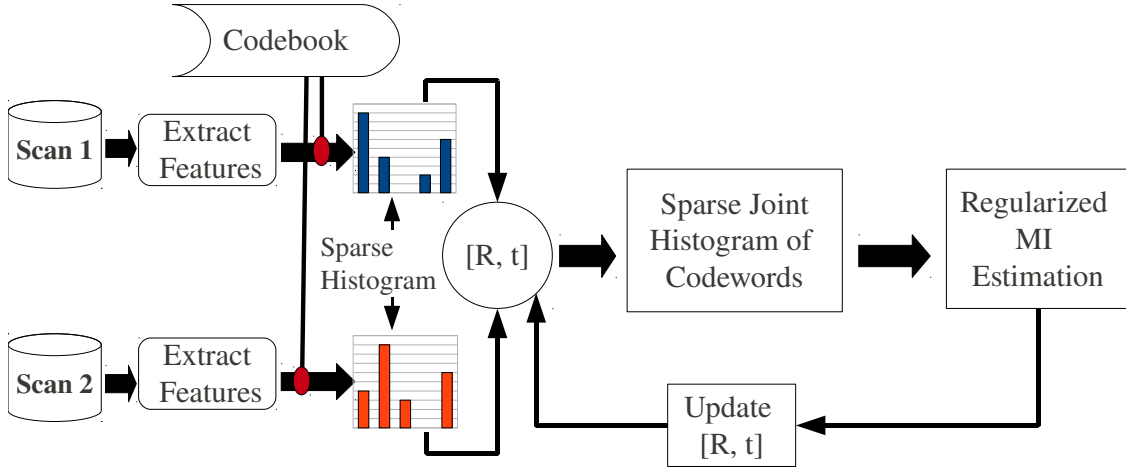 Codebook
Scan 1
Extract
Features
Sparse
Histogram
[R, t]
Sparse Joint
Histogram of
Codewords
Regularized
MI
Estimation
Scan 2
Extract
Features
Update
[R, t]